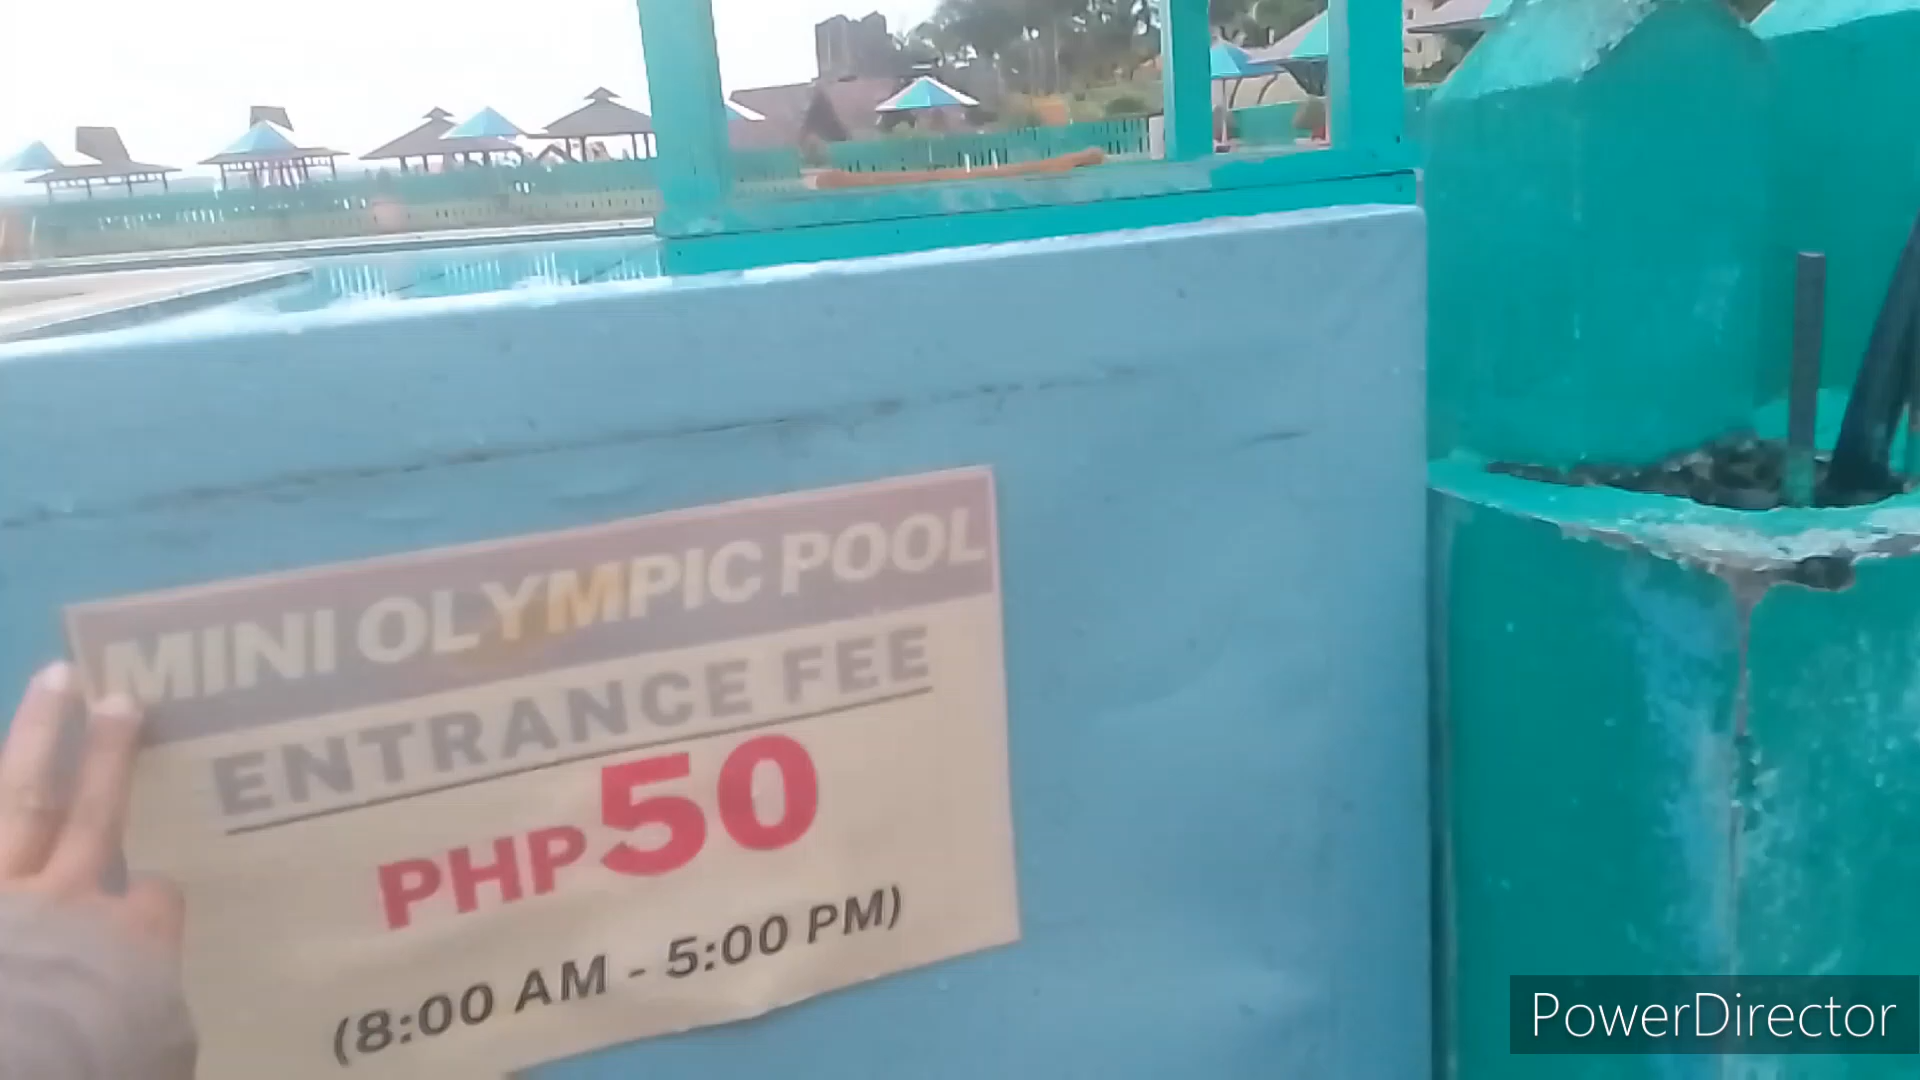 MINI OLYMPIC POOL
ENTRANCE FEE
PHP50
(8:00 AM - 5:00 PM)
PowerDirector